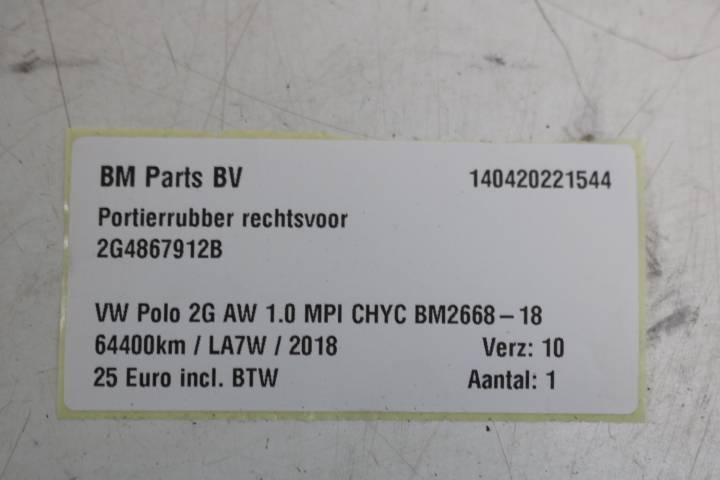 BM Parts BV 140420221544
Portierrubber rechtsvoor
2G4867912B
VW Polo 2G AW 1.0 MPI CHYC BM2668-18
64400km / LA7W / 2018 Verz: 10
25 Euro incl. BTW Aantal: 1